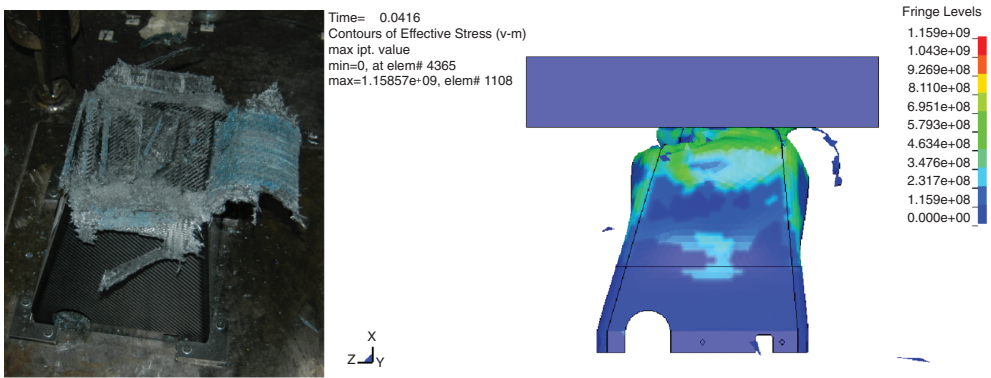 Time= 0.0416
Contours of Effective Stress (v-m)
max ipt. value
min=0, at elem# 4365
max=1.15857e+09, elem# 1108
Fringe Levels
1.159e+09
1.043e+09
9.269e+08
8.110e+08
6.951e+08
5.793e+08
4.634e+08
3.476e+08
2.317e+08
1.159e+08
0.000e+00
X
Z
Y